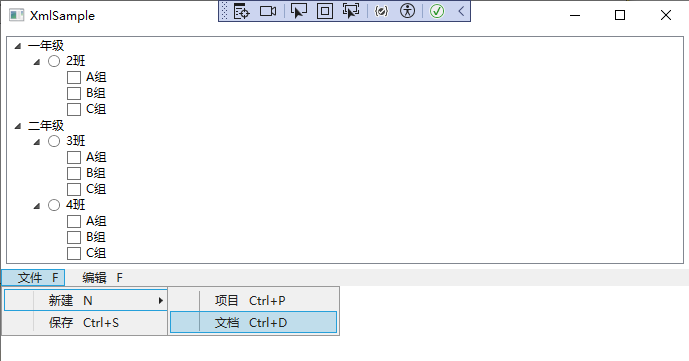 XmlSample
一年级
2班
A组
B组
C组
二年级
3班
A组
B组
C组
4班
A组
B组
C组
文件 F 编辑 F
新建 N 项目 Ctrl+P
保存 Ctrl+S 文档 Ctrl+D